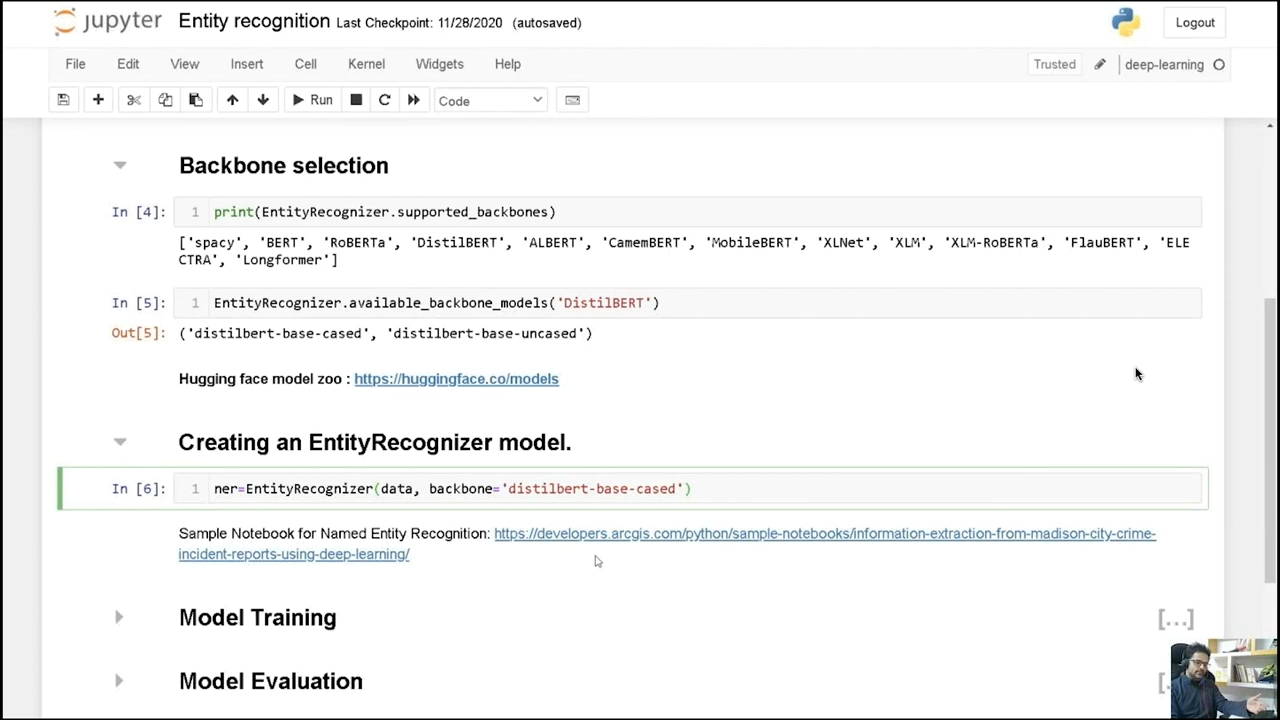 jupyter Entity recognition Last Checkpoint: 11/28/2020 (autosaved) Logout
File Edit View Insert Cell Kernel Widgets Help Trusted deep-learning
Run Code
Backbone selection
In [4]: 1 print(EntityRecognizer.supported_backbones)
['spacy', 'BERT', 'RoBERTa', 'DistilBERT', 'ALBERT', 'CamemBERT', 'MobileBERT', 'XLNet', 'XLM', 'XLM-RoBERTa', 'FlauBERT', 'ELE
CTRA', 'Longformer']
In [5]: 1 EntityRecognizer.available_backbone_models('DistilBERT')
Out[5]: ('distilbert-base-cased', 'distilbert-base-uncased')
Hugging face model zoo : https://huggingface.co/models
Creating an EntityRecognizer model.
In [6]: 1 ner=EntityRecognizer(data, backbone='distilbert-base-cased')
Sample Notebook for Named Entity Recognition: https://developers.arcgis.com/python/sample-notebooks/information-extraction-from-madison-city-crime-
incident-reports-using-deep-learning/
Model Training [...]
Model Evaluation [..